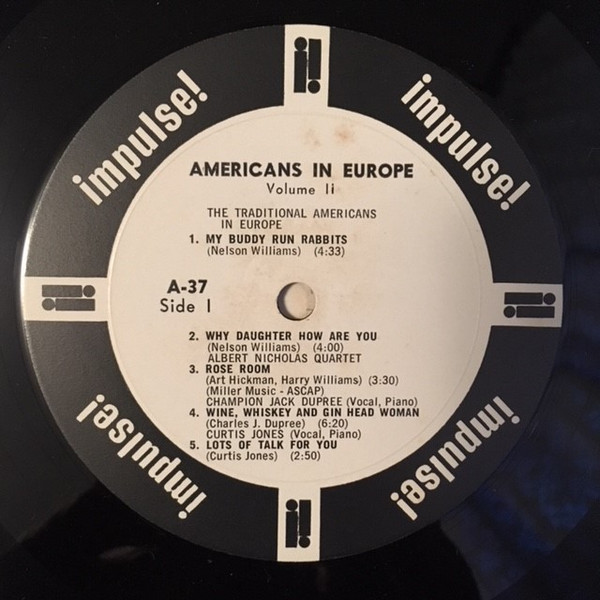 impulse!
impulse!
AMERICANS IN EUROPE
Volume Ii
THE TRADITIONAL AMERICANS
IN EUROPE
1. MY BUDDY RUN RABBITS
(Nelson Williams) (4:33)
A-37
Side I
2. WHY DAUGHTER HOW ARE YOU
(Nelson Williams) (4:00)
ALBERT NICHOLAS QUARTET
3. ROSE ROOM
(Art Hickman, Harry Williams) (3:30)
(Miller Music - ASCAP)
CHAMPION JACK DUPREE (Vocal, Piano)
4. WINE, WHISKEY AND GIN HEAD WOMAN
(Charles J. Dupree) (6:20)
CURTIS JONES (Vocal, Piano)
5. LOTS OF TALK FOR YOU
(Curtis Jones) (2:50)
impulse!
impulse!